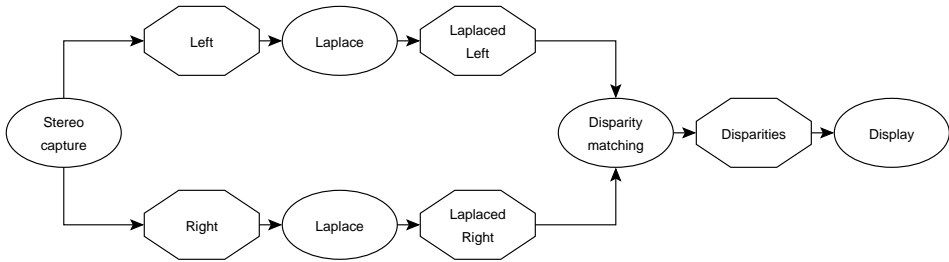 Left
Laplace
Laplaced
Left
Stereo
capture
Disparity
matching
Disparities
Display
Right
Laplace
Laplaced
Right